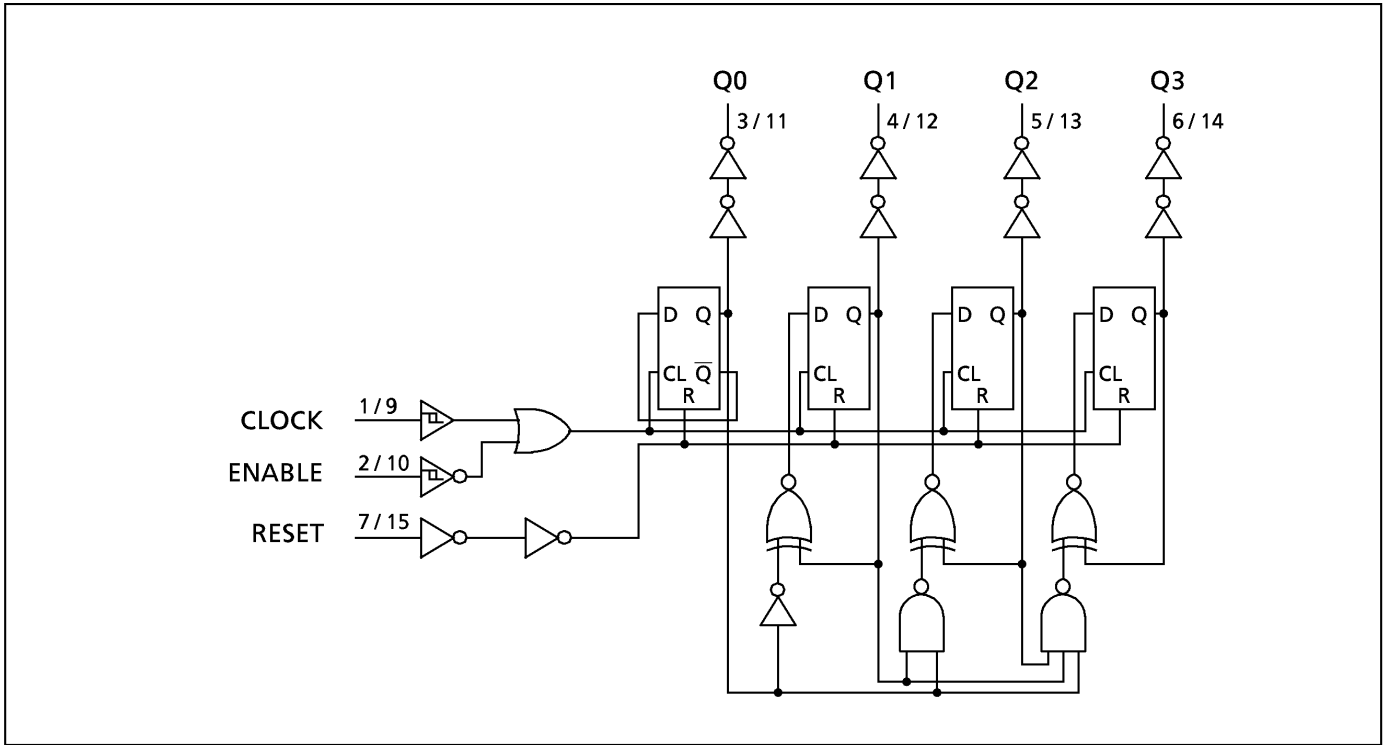 Q0 Q1 Q2 Q3
3 / 11 4 / 12 5 / 13 6 / 14
D Q D Q D Q D Q
CL Q̅ CL CL CL
R R R R
CLOCK 1 / 9
ENABLE 2 / 10
RESET 7 / 15